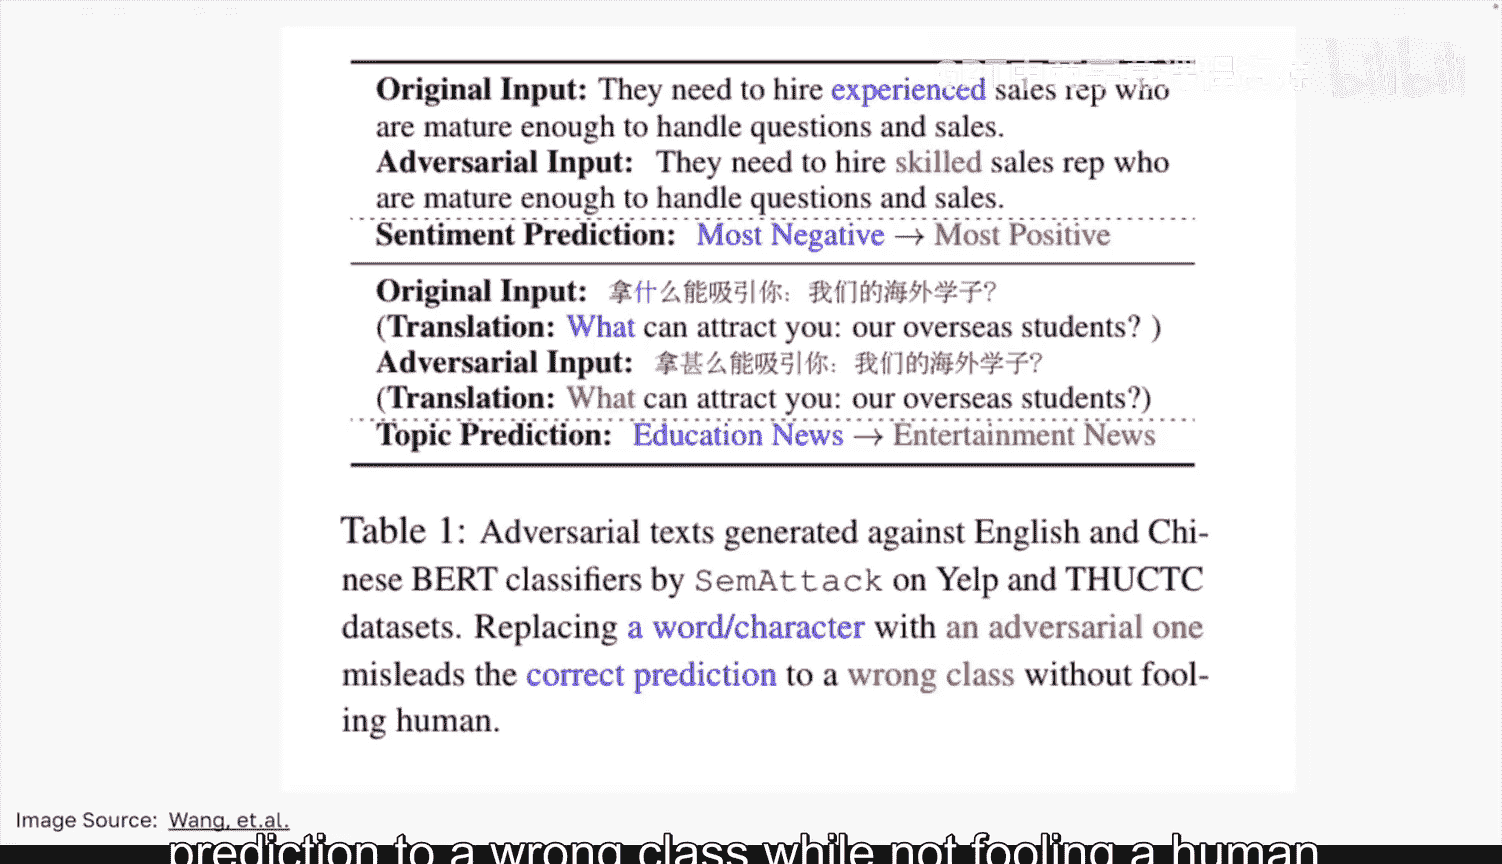 Original Input: They need to hire experienced sales rep who
are mature enough to handle questions and sales.
Adversarial Input: They need to hire skilled sales rep who
are mature enough to handle questions and sales.
Sentiment Prediction: Most Negative → Most Positive
Original Input: 拿什么能吸引你：我们的海外学子？
(Translation: What can attract you: our overseas students? )
Adversarial Input: 拿甚么能吸引你：我们的海外学子？
(Translation: What can attract you: our overseas students?)
Topic Prediction: Education News → Entertainment News
Table 1: Adversarial texts generated against English and Chi-
nese BERT classifiers by SemAttack on Yelp and THUCTC
datasets. Replacing a word/character with an adversarial one
misleads the correct prediction to a wrong class without fool-
ing human.
Image Source: Wang, et.al.
prediction to a wrong class while not fooling a human